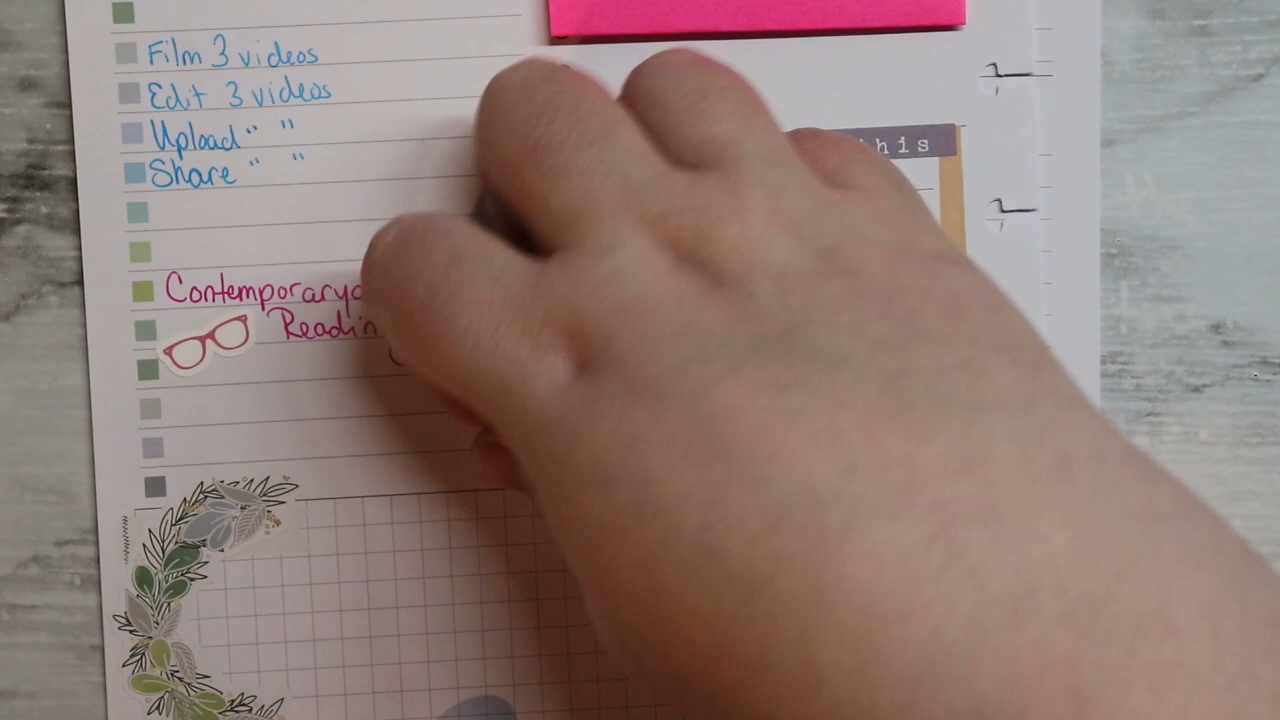 Film 3 videos
Edit 3 videos
Upload " "
Share " "
his
Contemporary
Readin